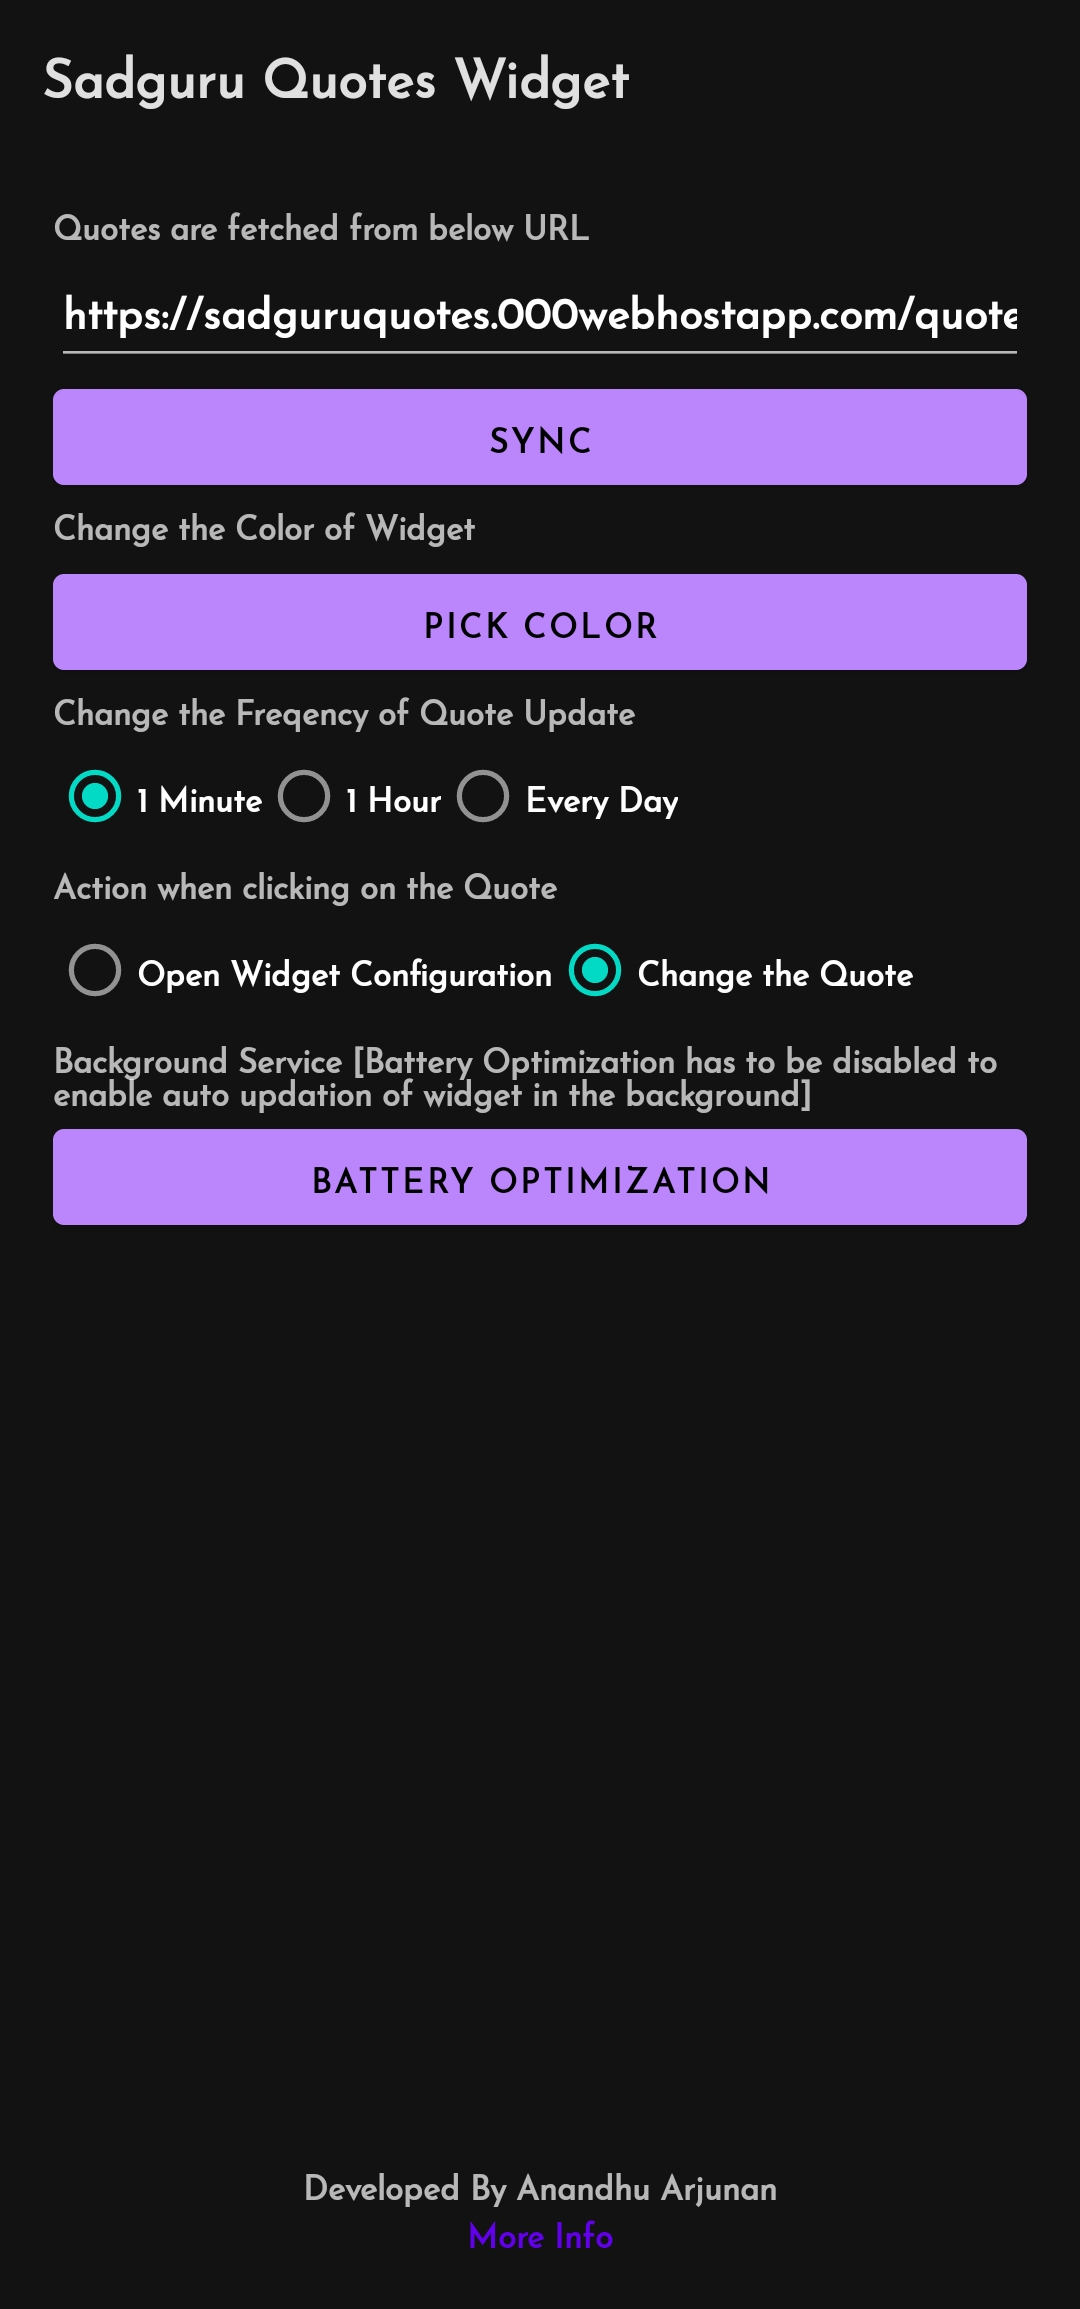 Sadguru Quotes Widget
Quotes are fetched from below URL
https://sadguruquotes.000webhostapp.com/quote
SYNC
Change the Color of Widget
PICK COLOR
Change the Freqency of Quote Update
1 Minute 1 Hour Every Day
Action when clicking on the Quote
Open Widget Configuration Change the Quote
Background Service [Battery Optimization has to be disabled to
enable auto updation of widget in the background]
BATTERY OPTIMIZATION
Developed By Anandhu Arjunan
More Info